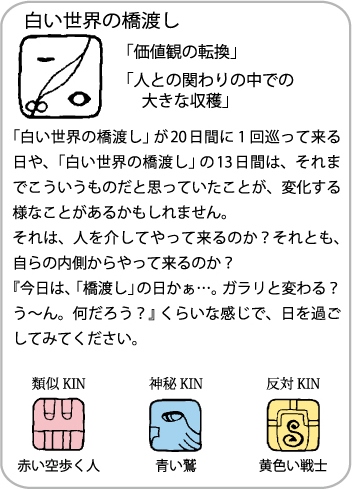 白い世界の橋渡し
「価値観の転換」
「人との関わりの中での
大きな収穫」
「白い世界の橋渡し」が20日間に1回巡って来る
日や、「白い世界の橋渡し」の13日間は、それま
でこういうものだと思っていたことが、変化する
様なことがあるかもしれません。
それは、人を介してやって来るのか？それとも、
自らの内側からやって来るのか？
『今日は、「橋渡し」の日かぁ…。ガラリと変わる？
う〜ん。何だろう？』くらいな感じで、日を過ご
してみてください。
類似 KIN 神秘 KIN 反対 KIN
赤い空歩く人 青い鷲 黄色い戦士